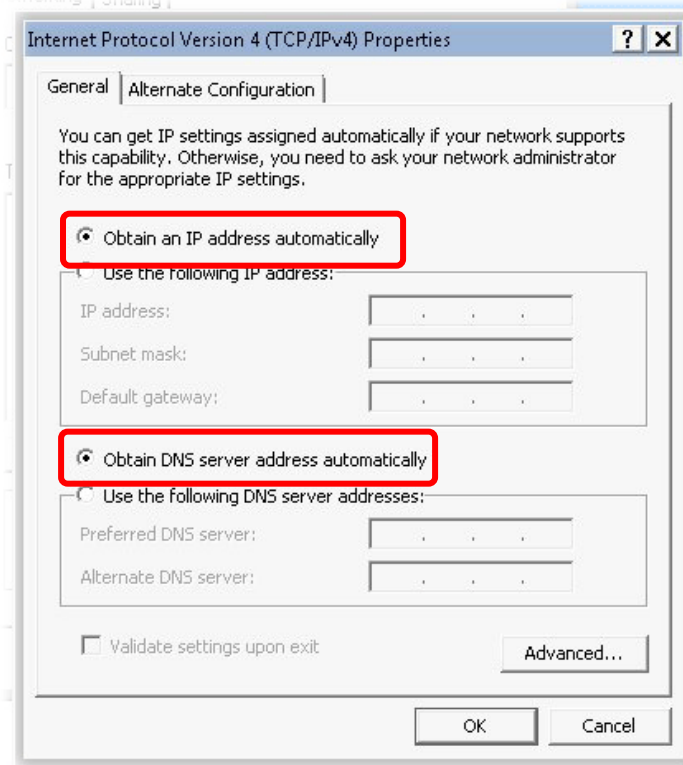 Sharing
Internet Protocol Version 4 (TCP/IPv4) Properties
General
Alternate Configuration
You can get IP settings assigned automatically if your network supports
this capability. Otherwise, you need to ask your network administrator
for the appropriate IP settings.
Obtain an IP address automatically
Use the following IP address:
IP address:
Subnet mask:
Default gateway:
Obtain DNS server address automatically
Use the following DNS server addresses:
Preferred DNS server:
Alternate DNS server:
Validate settings upon exit
Advanced...
OK
Cancel